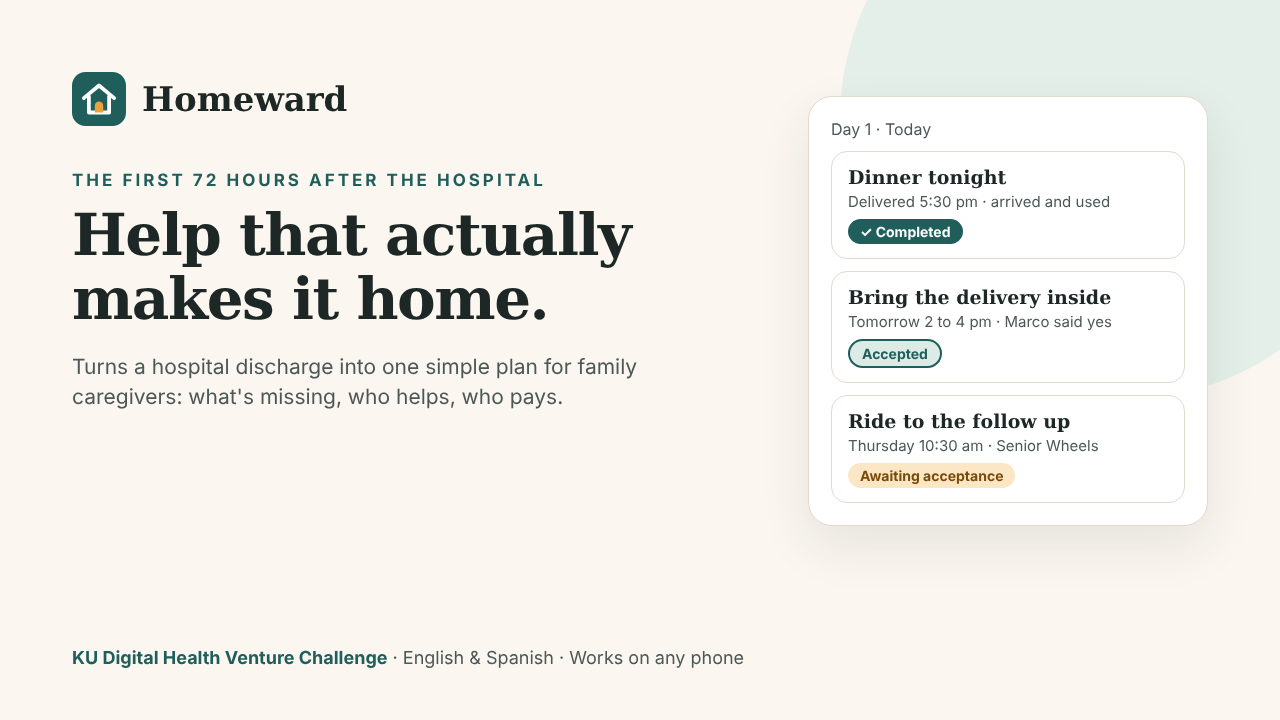 Homeward
THE FIRST 72 HOURS AFTER THE HOSPITAL
Help that actually
makes it home.
Turns a hospital discharge into one simple plan for family
caregivers: what's missing, who helps, who pays.
Day 1 · Today
Dinner tonight
Delivered 5:30 pm · arrived and used
✓ Completed
Bring the delivery inside
Tomorrow 2 to 4 pm · Marco said yes
Accepted
Ride to the follow up
Thursday 10:30 am · Senior Wheels
Awaiting acceptance
KU Digital Health Venture Challenge · English & Spanish · Works on any phone